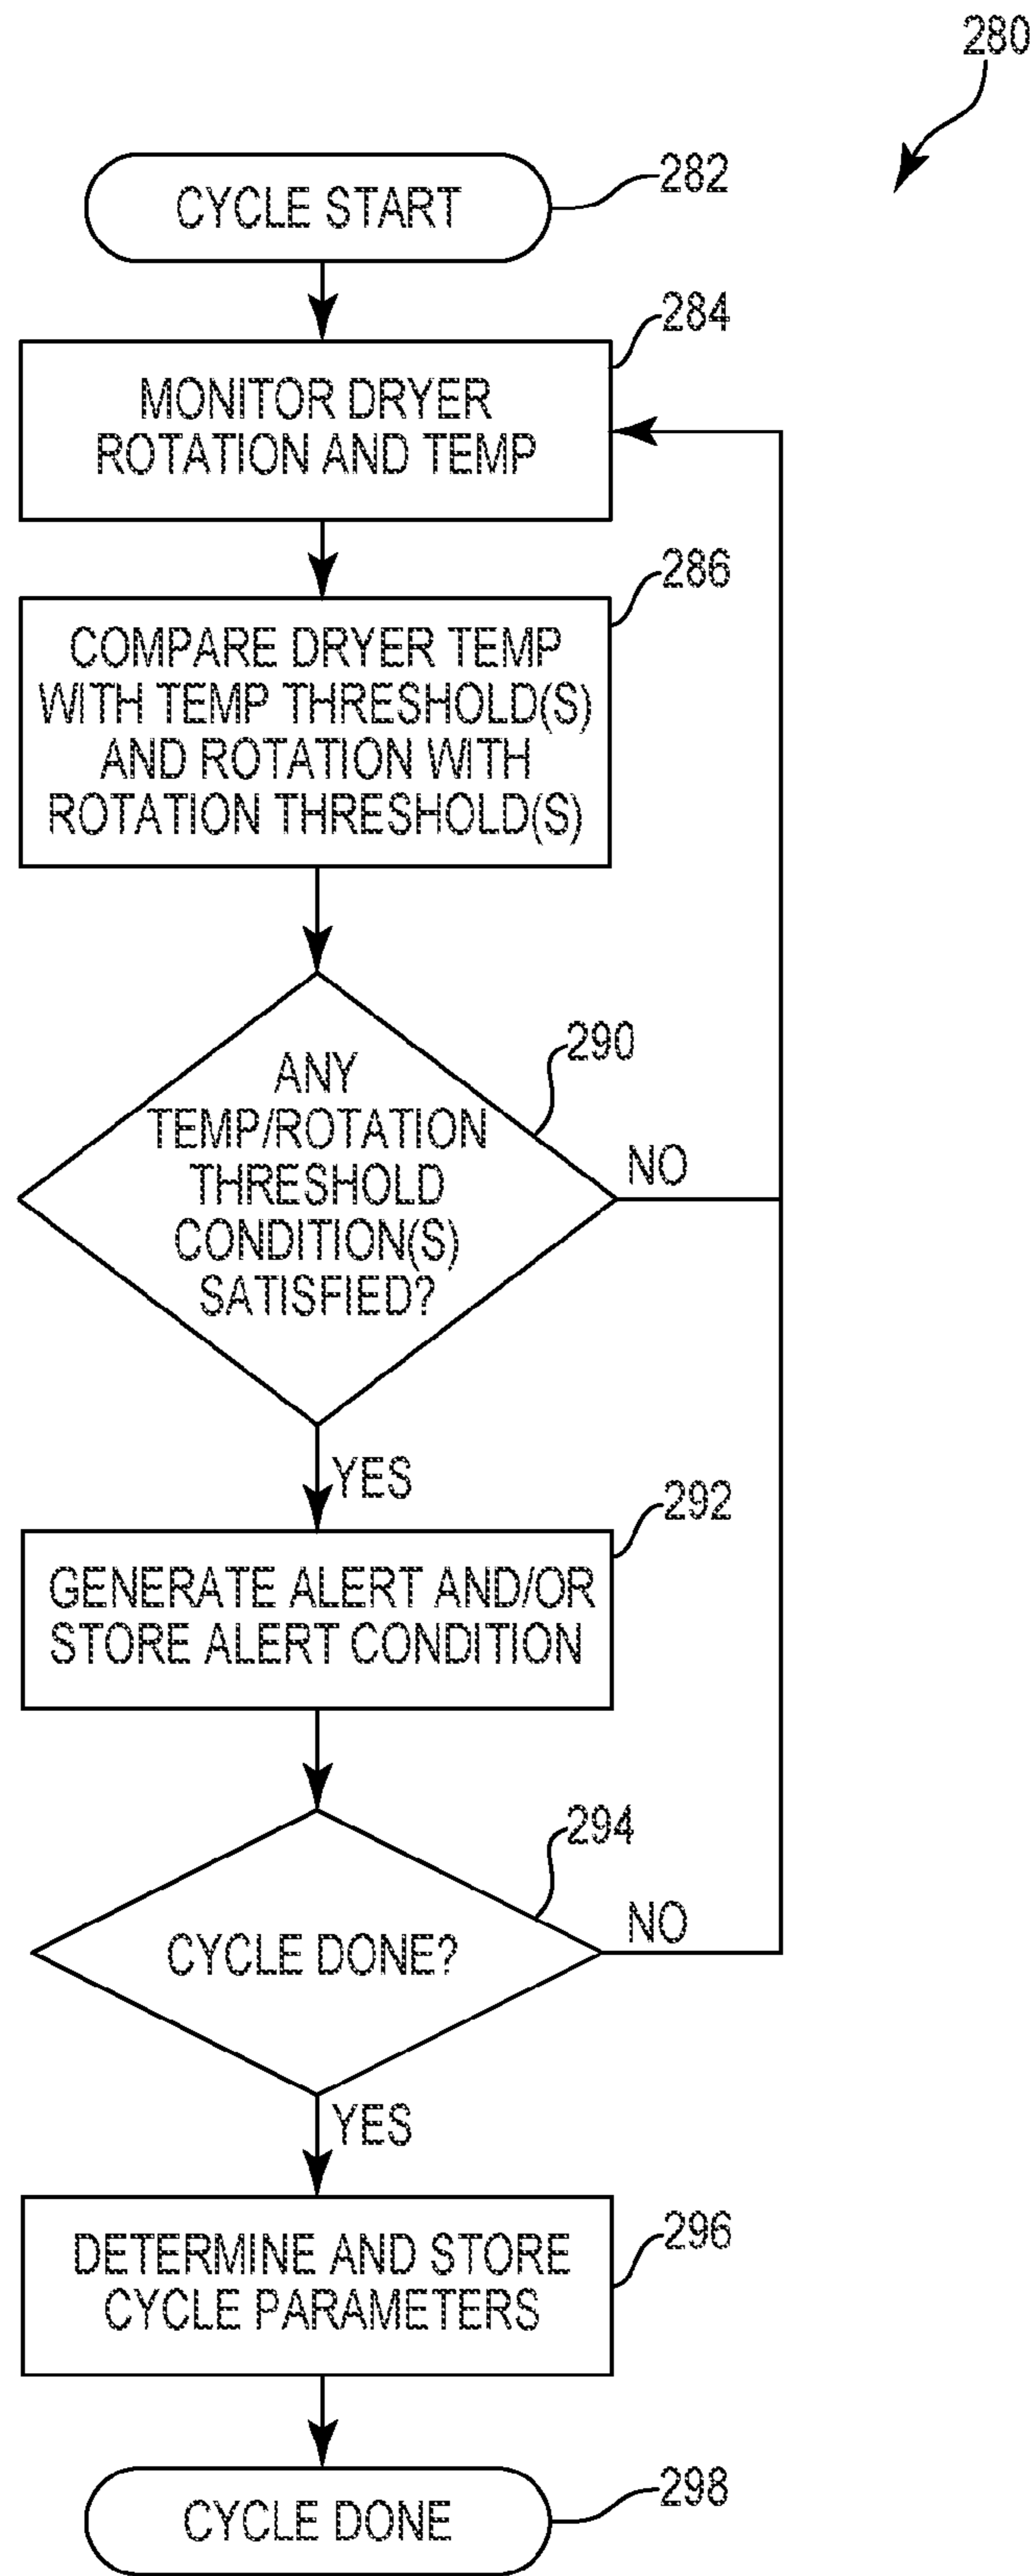 280
CYCLE START
282
284
MONITOR DRYER
ROTATION AND TEMP
286
COMPARE DRYER TEMP
WITH TEMP THRESHOLD(S)
AND ROTATION WITH
ROTATION THRESHOLD(S)
290
ANY
TEMP/ROTATION
THRESHOLD
CONDITION(S)
SATISFIED?
NO
YES
292
GENERATE ALERT AND/OR
STORE ALERT CONDITION
294
CYCLE DONE?
NO
YES
296
DETERMINE AND STORE
CYCLE PARAMETERS
CYCLE DONE
298